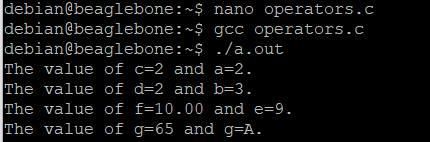 debian@beaglebone:~$ nano operators.c
debian@beaglebone:~$ gcc operators.c
debian@beaglebone:~$ ./a.out
The value of c=2 and a=2.
The value of d=2 and b=3.
The value of f=10.00 and e=9.
The value of g=65 and g=A.